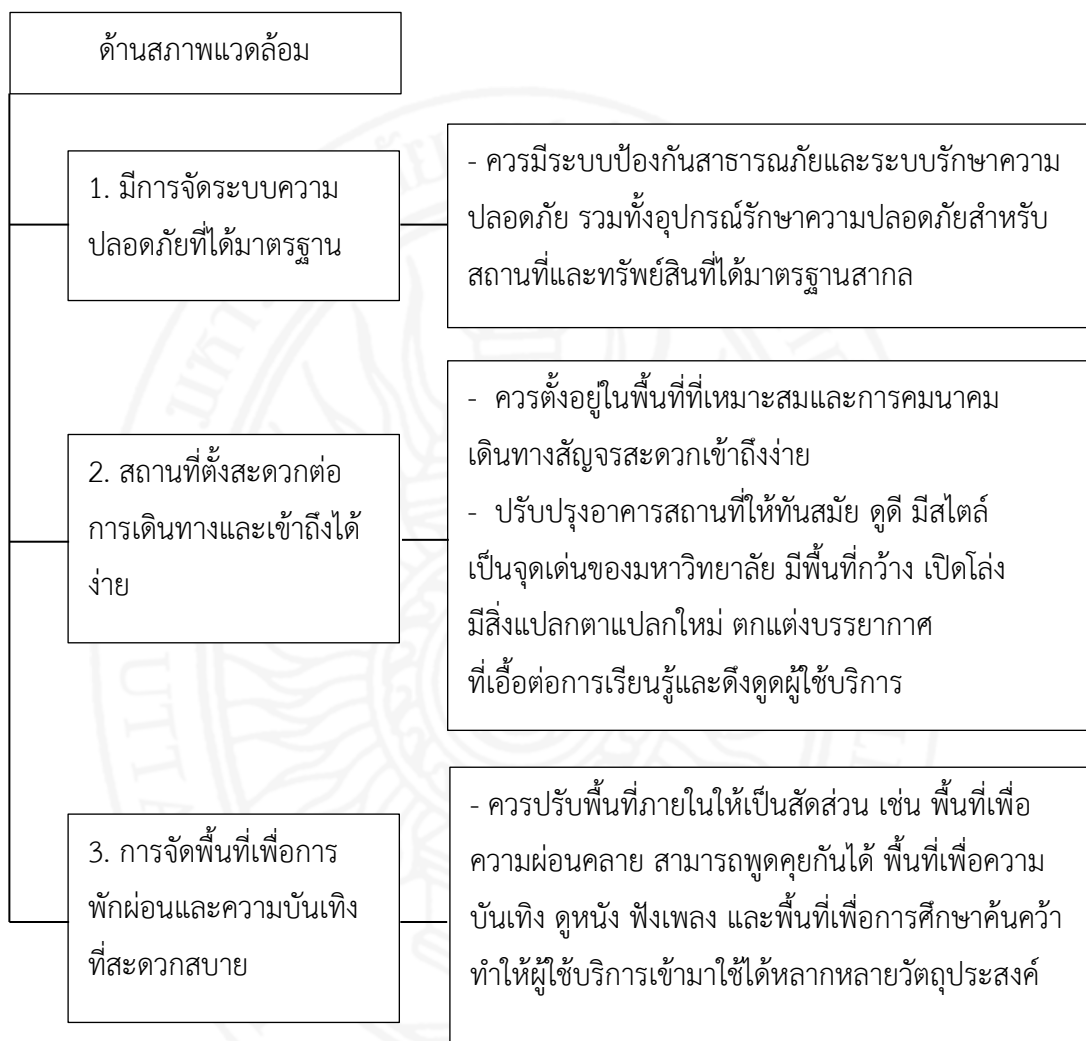 ด้านสภาพแวดล้อม
1. มีการจัดระบบความ
ปลอดภัยที่ได้มาตรฐาน
- ควรมีระบบป้องกันสาธารณภัยและระบบรักษาความ
ปลอดภัย รวมทั้งอุปกรณ์รักษาความปลอดภัยสำหรับ
สถานที่และทรัพย์สินที่ได้มาตรฐานสากล
2. สถานที่ตั้งสะดวกต่อ
การเดินทางและเข้าถึงได้
ง่าย
- ควรตั้งอยู่ในพื้นที่ที่เหมาะสมและการคมนาคม
เดินทางสัญจรสะดวกเข้าถึงง่าย
- ปรับปรุงอาคารสถานที่ให้ทันสมัย ดูดี มีสไตล์
เป็นจุดเด่นของมหาวิทยาลัย มีพื้นที่กว้าง เปิดโล่ง
มีสิ่งแปลกตาแปลกใหม่ ตกแต่งบรรยากาศ
ที่เอื้อต่อการเรียนรู้และดึงดูดผู้ใช้บริการ
3. การจัดพื้นที่เพื่อการ
พักผ่อนและความบันเทิง
ที่สะดวกสบาย
- ควรปรับพื้นที่ภายในให้เป็นสัดส่วน เช่น พื้นที่เพื่อ
ความผ่อนคลาย สามารถพูดคุยกันได้ พื้นที่เพื่อความ
บันเทิง ดูหนัง ฟังเพลง และพื้นที่เพื่อการศึกษาค้นคว้า
ทำให้ผู้ใช้บริการเข้ามาใช้ได้หลากหลายวัตถุประสงค์